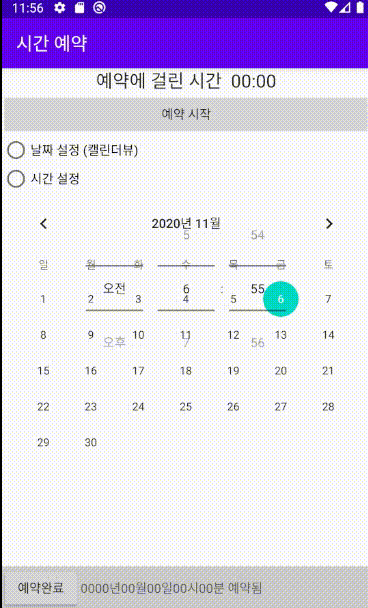 11:56
시간 예약
예약에 걸린 시간 00:00
예약 시작
날짜 설정 (캘린더뷰)
시간 설정
2020년 11월
5 54
일 월 화 수 목 금 토
오전 6 : 55
1 2 3 4 5 6 7
8 9 10 11 12 13 14
오후 7 56
15 16 17 18 19 20 21
22 23 24 25 26 27 28
29 30
예약완료 0000년00월00일00시00분 예약됨